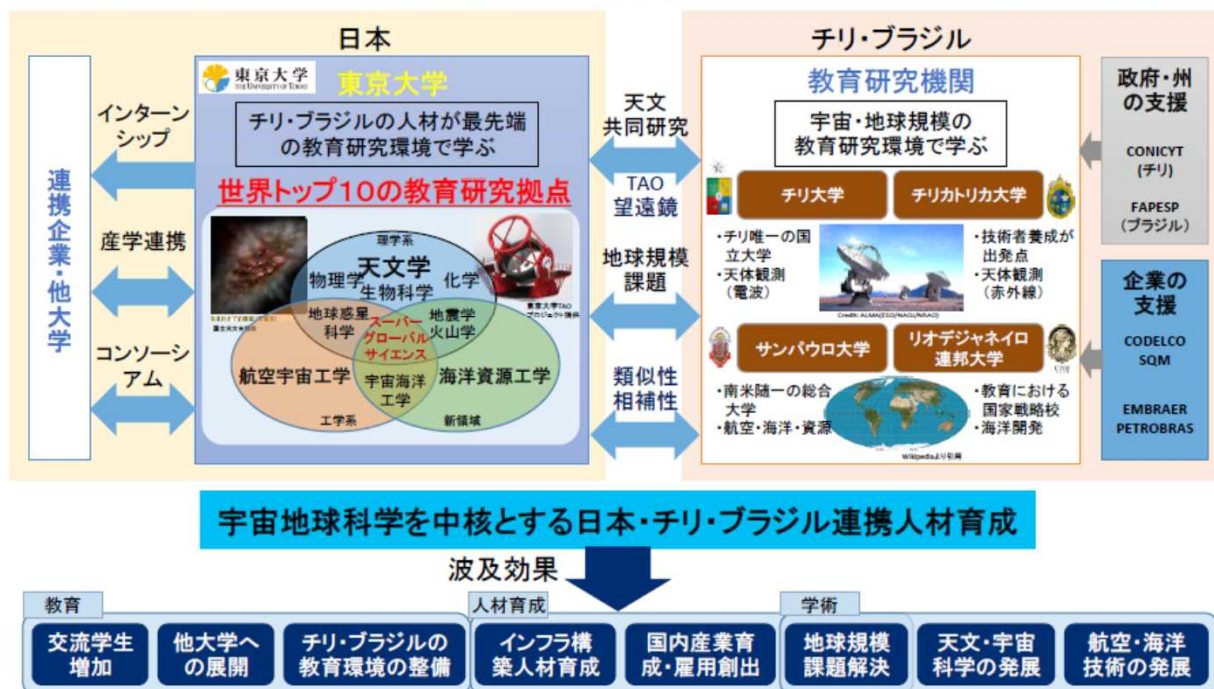 日本
連携企業・他大学
インターン
シップ
産学連携
コンソーシ
アム
東京大学
THE UNIVERSITY OF TOKYO
東京大学
チリ・ブラジルの人材が最先端
の教育研究環境で学ぶ
世界トップ10の教育研究拠点
理学系
天文学
物理学
化学
生物科学
東京大学TAO
プロジェクト提供
国立天文台
地球惑星
科学
地震学
火山学
スーパー
グローバル
サイエンス
航空宇宙工学
海洋資源工学
宇宙海洋
工学
工学系
新領域
天文
共同研究
TAO
望遠鏡
地球規模
課題
類似性
相補性
チリ・ブラジル
教育研究機関
宇宙・地球規模の
教育研究環境で学ぶ
チリ大学
チリカトリカ大学
・チリ唯一の国
立大学
・天体観測
(電波)
・技術者養成が
出発点
・天体観測
(赤外線)
Credit: ALMA(ESO/NAOJ/NRAO)
サンパウロ大学
リオデジャネイロ
連邦大学
・南米随一の総合
大学
・航空・海洋・資源
・教育における
国家戦略校
・海洋開発
Wikipediaより引用
政府・州
の支援
CONICYT
(チリ)
FAPESP
(ブラジル)
企業の
支援
CODELCO
SQM
EMBRAER
PETROBRAS
宇宙地球科学を中核とする日本・チリ・ブラジル連携人材育成
波及効果
教育
交流学生
増加
他大学へ
の展開
チリ・ブラジルの
教育環境の整備
人材育成
インフラ構
築人材育成
国内産業育
成・雇用創出
学術
地球規模
課題解決
天文・宇宙
科学の発展
航空・海洋
技術の発展